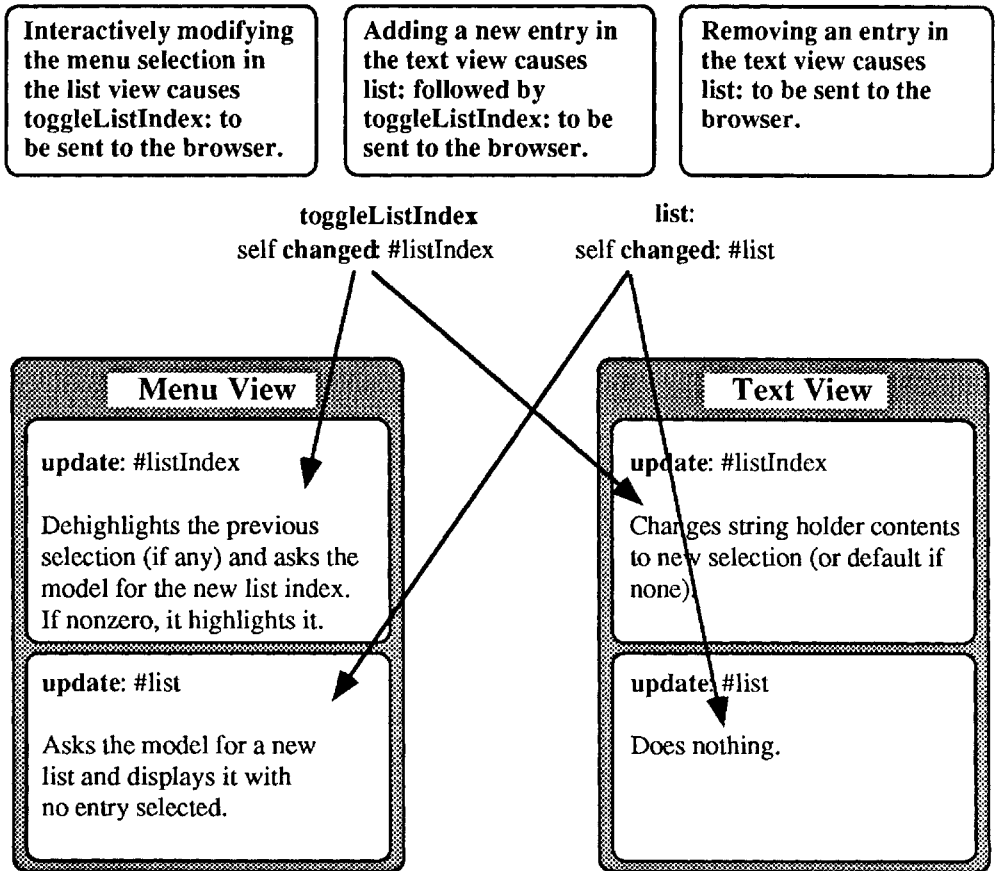 Interactively modifying
the menu selection in
the list view causes
toggleListIndex: to
be sent to the browser.
Adding a new entry in
the text view causes
list: followed by
toggleListIndex: to be
sent to the browser.
Removing an entry in
the text view causes
list: to be sent to the
browser.
toggleListIndex
self changed: #listIndex
list:
self changed: #list
Menu View
update: #listIndex
Dehighlights the previous
selection (if any) and asks the
model for the new list index.
If nonzero, it highlights it.
update: #list
Asks the model for a new
list and displays it with
no entry selected.
Text View
update: #listIndex
Changes string holder contents
to new selection (or default if
none).
update: #list
Does nothing.